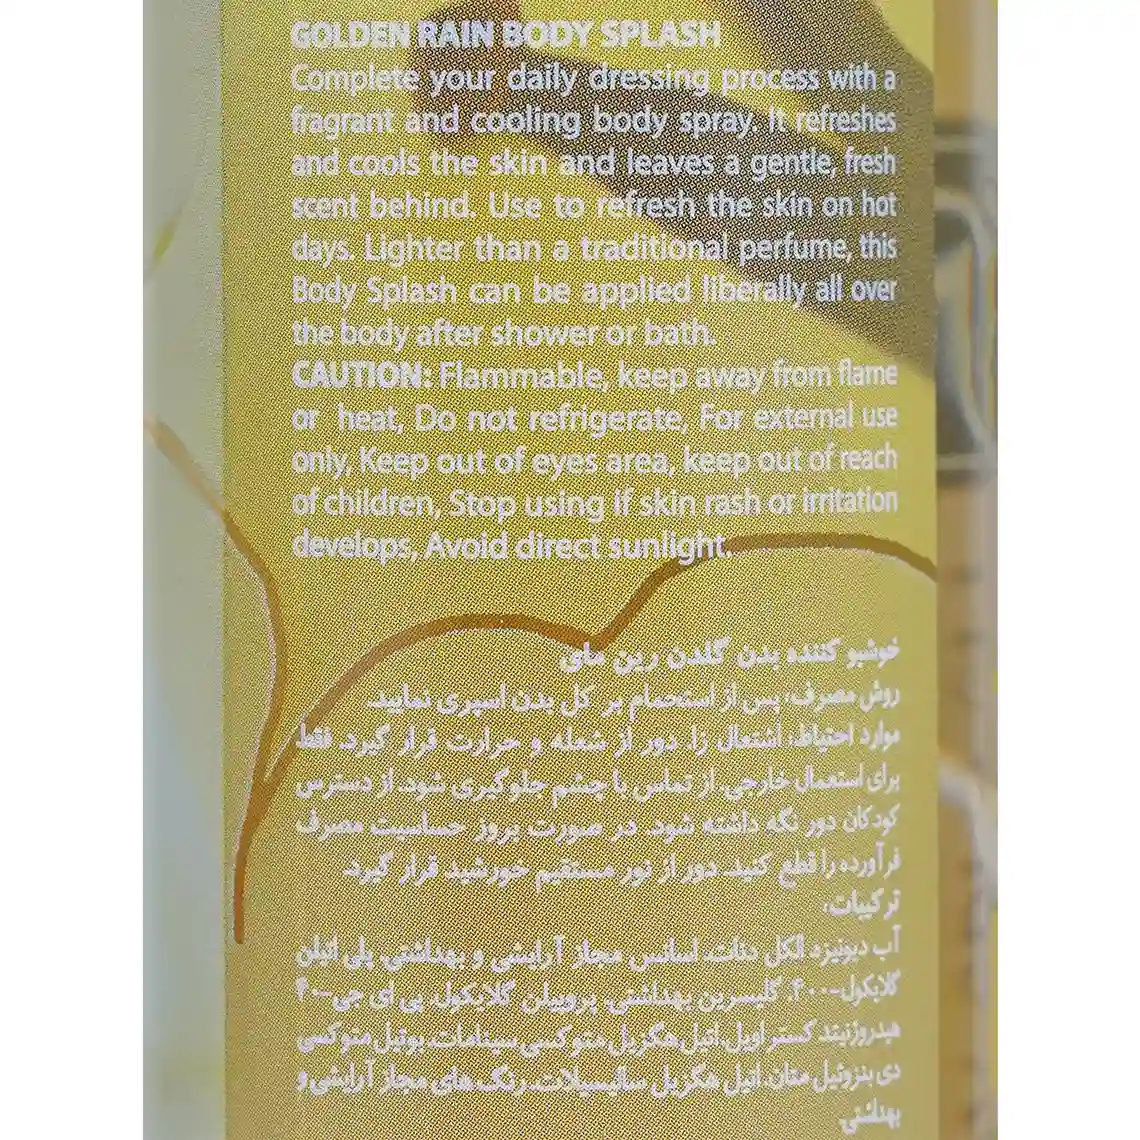 GOLDEN RAIN BODY SPLASH
Complete your daily dressing process with a
fragrant and cooling body spray. It refreshes
and cools the skin and leaves a gentle, fresh
scent behind. Use to refresh the skin on hot
days. Lighter than a traditional perfume, this
Body Splash can be applied liberally all over
the body after shower or bath.
CAUTION: Flammable, keep away from flame
or heat, Do not refrigerate, For external use
only, Keep out of eyes area, keep out of reach
of children, Stop using if skin rash or irritation
develops, Avoid direct sunlight.
خوشبو کننده بدن گلدن رین مای
روش مصرف: پس از استحمام بر کل بدن اسپری نمایید.
موارد احتیاط: اشتعال زا. دور از شعله و حرارت قرار گیرد. فقط
برای استعمال خارجی. از تماس با چشم جلوگیری شود. از دسترس
کودکان دور نگه داشته شود. در صورت بروز حساسیت مصرف
فرآورده را قطع کنید. دور از نور مستقیم خورشید قرار گیرد.
ترکیبات:
آب دیونیزه، الکل دنات، اسانس مجاز آرایشی و بهداشتی، پلی اتیلن
گلایکول-۴۰۰، گلیسرین بهداشتی، پروپیلن گلایکول، پی ای جی-۴۰
هیدروژنیتد کستر اویل، اتیل هگزیل متوکسی سینامات، بوتیل متوکسی
دی بنزوئیل متان، اتیل هگزیل سالیسیلات، رنگ های مجاز آرایشی و
بهداشتی.